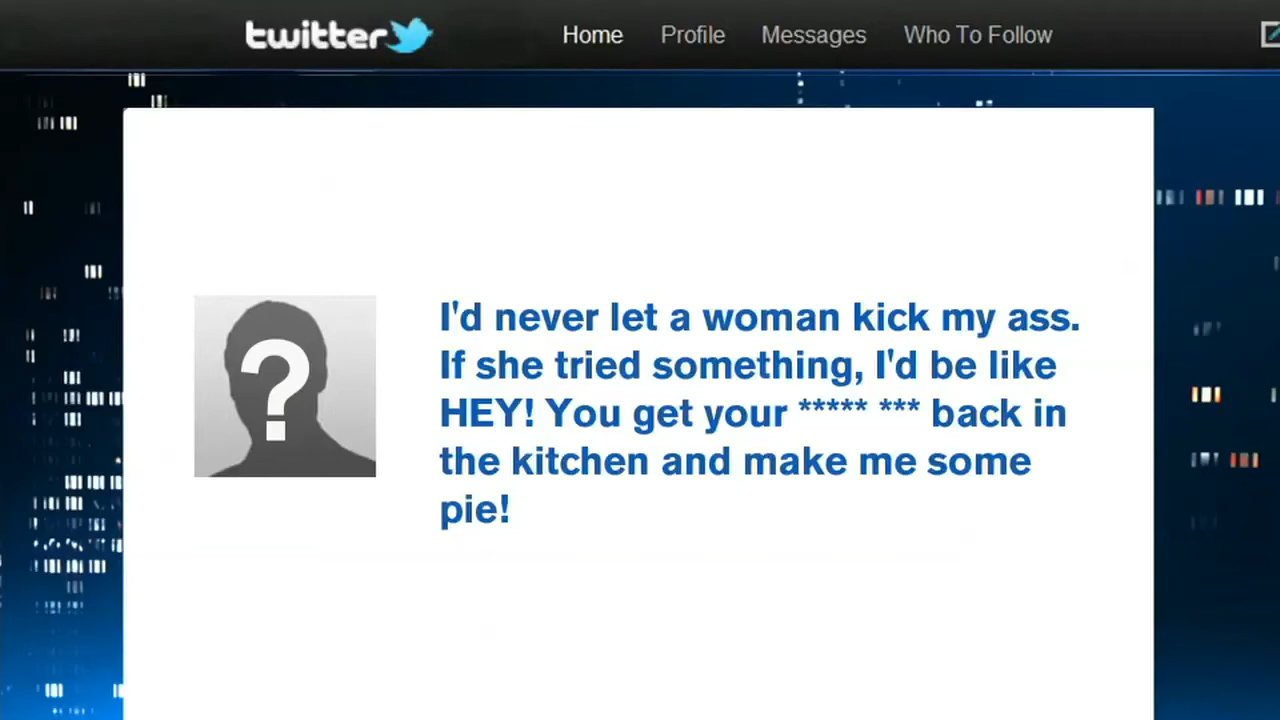 twitter Home Profile Messages Who To Follow
?
I'd never let a woman kick my ass.
If she tried something, I'd be like
HEY! You get your ***** *** back in
the kitchen and make me some
pie!